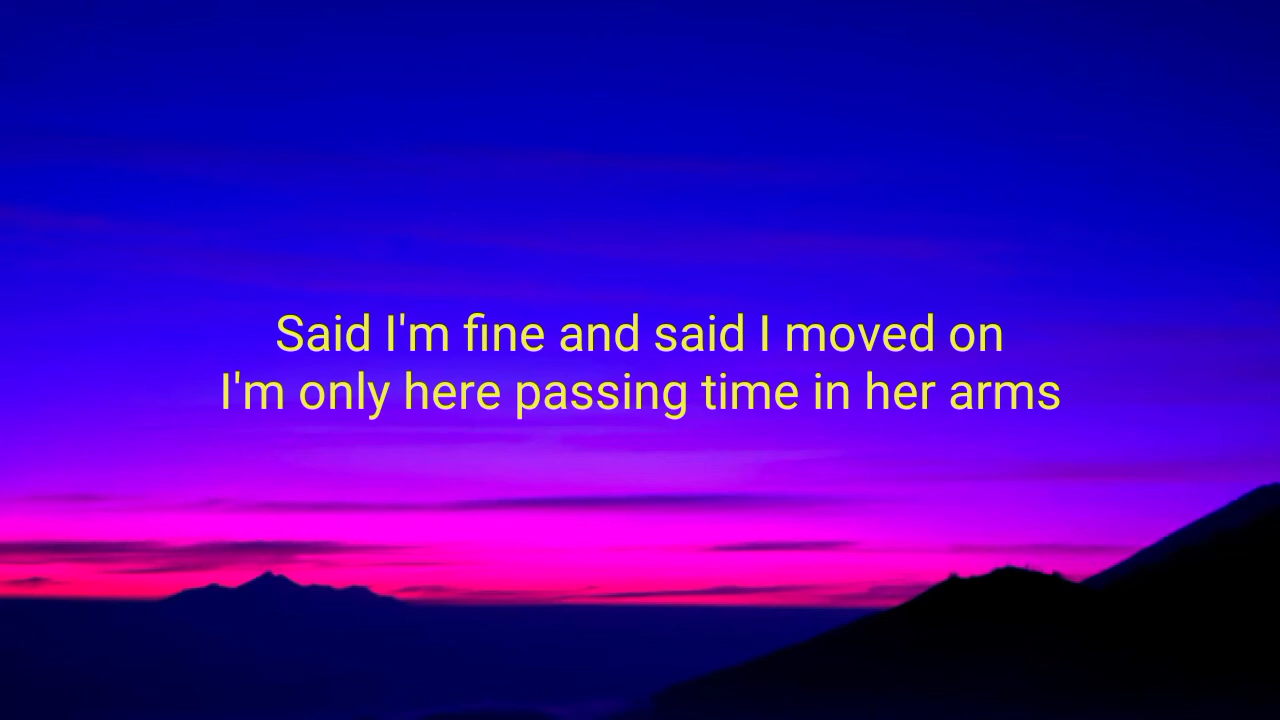 Said I'm fine and said I moved on
I'm only here passing time in her arms